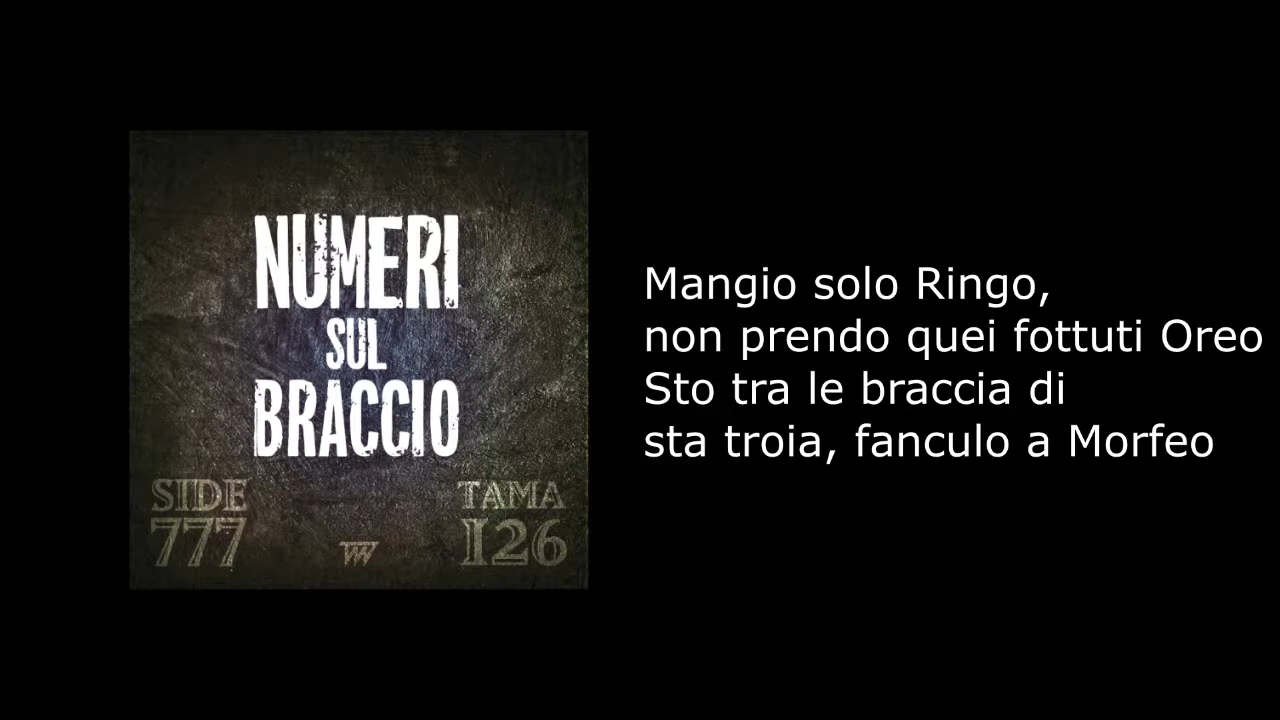 NUMERI
SUL
BRACCIO
SIDE
777
TAMA
126
Mangio solo Ringo,
non prendo quei fottuti Oreo
Sto tra le braccia di
sta troia, fanculo a Morfeo